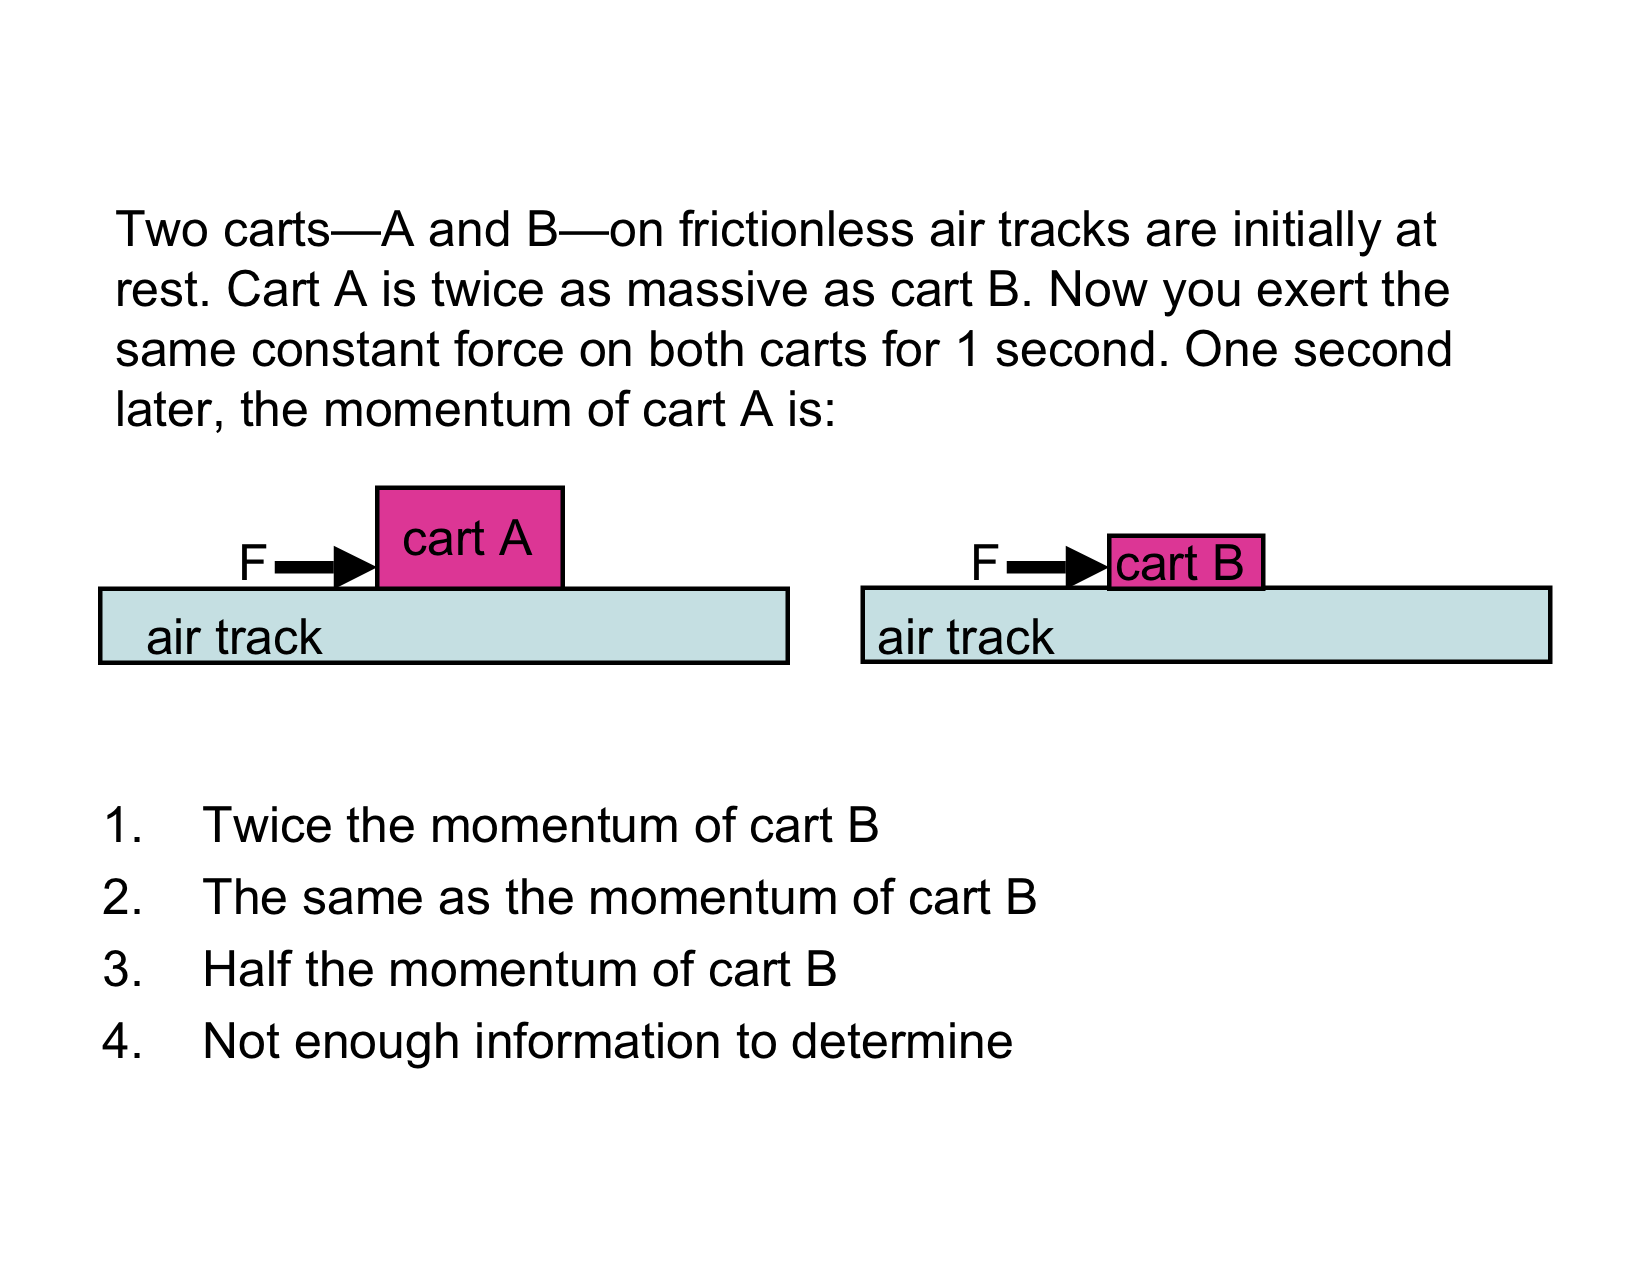 Two carts—A and B—on frictionless air tracks are initially at
rest. Cart A is twice as massive as cart B. Now you exert the
same constant force on both carts for 1 second. One second
later, the momentum of cart A is:
cart A
F
air track
cart B
F
air track
1. Twice the momentum of cart B
2. The same as the momentum of cart B
3. Half the momentum of cart B
4. Not enough information to determine